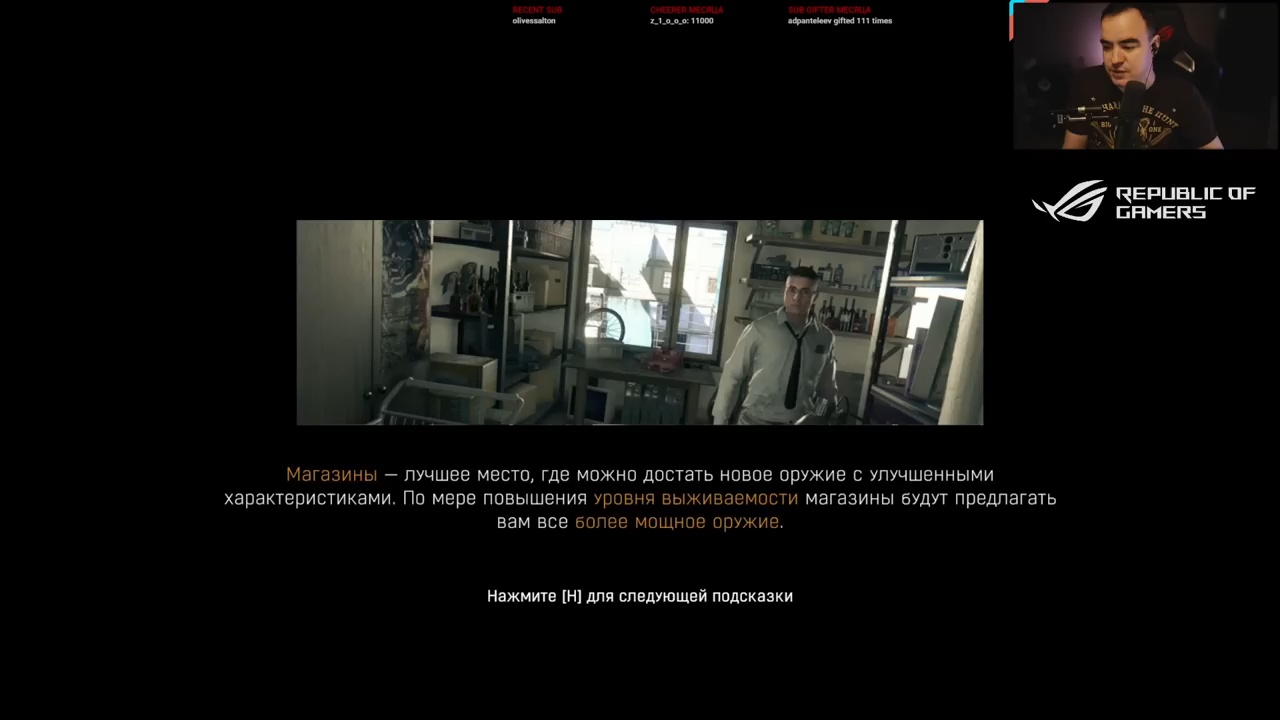 RECENT SUB
olivessalton
CHEERER МЕСЯЦА
z_1_o_o_o: 11000
SUB GIFTER МЕСЯЦА
adpanteleev gifted 111 times
REPUBLIC OF
GAMERS
Магазины — лучшее место, где можно достать новое оружие с улучшенными
характеристиками. По мере повышения уровня выживаемости магазины будут предлагать
вам все более мощное оружие.
Нажмите [H] для следующей подсказки